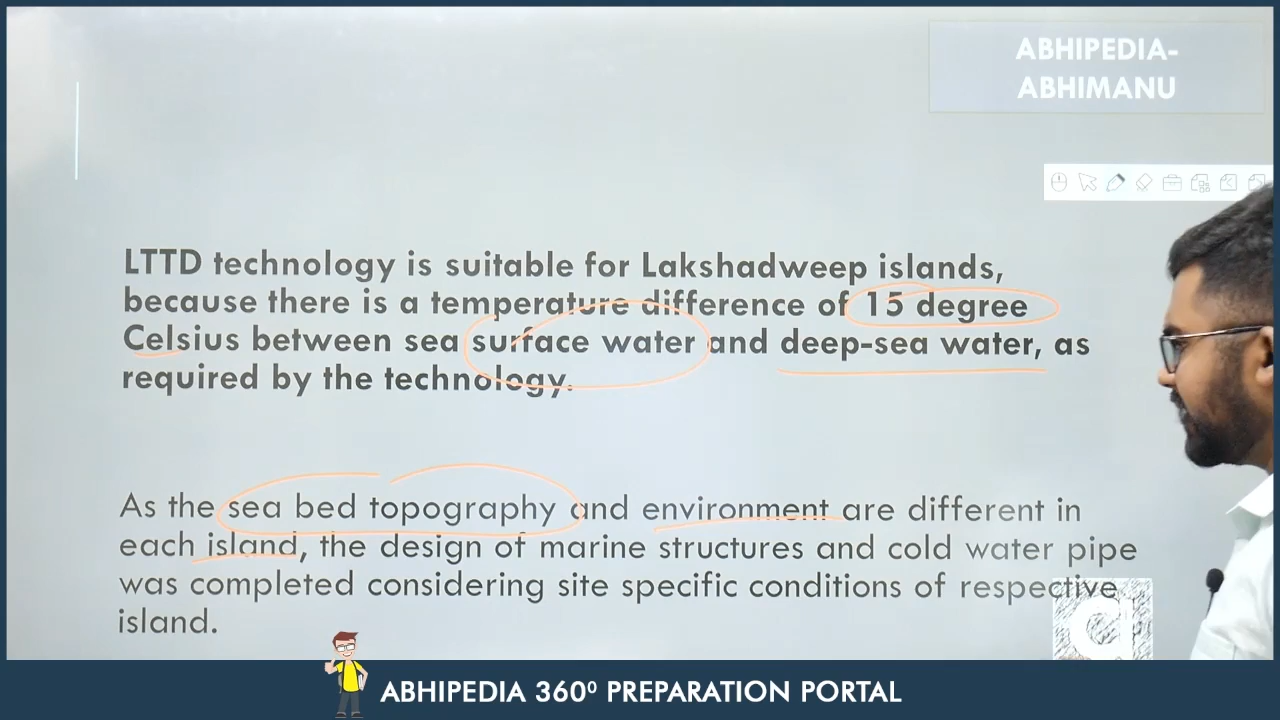 ABHIPEDIA-
ABHIMANU
LTTD technology is suitable for Lakshadweep islands,
because there is a temperature difference of 15 degree
Celsius between sea surface water and deep-sea water, as
required by the technology.
As the sea bed topography and environment are different in
each island, the design of marine structures and cold water pipe
was completed considering site specific conditions of respective
island.
a
ABHIPEDIA 360⁰ PREPARATION PORTAL